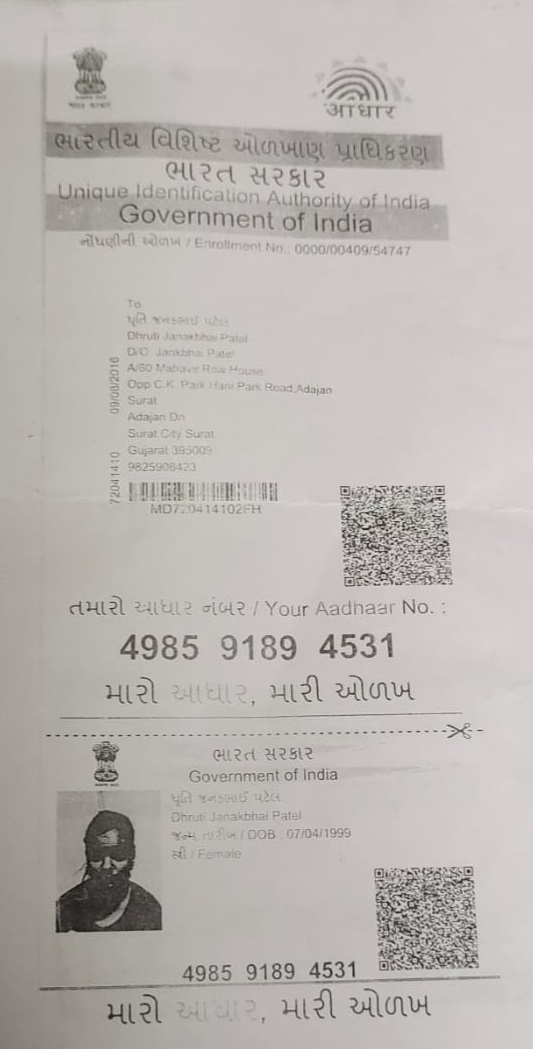 भारत सरकार
आधार
ભારતીય વિશિષ્ટ ઓળખાણ પ્રાધિકરણ
ભારત સરકાર
Unique Identification Authority of India
Government of India
નોંધણીની ઓળખ / Enrollment No.: 0000/00409/54747
To
ધૃતિ જનકભાઈ પટેલ
Dhruti Janakbhai Patel
D/O: Jankbhai Patel
A/60 Mahavir Row House
Opp C.K. Park Hani Park Road,Adajan
Surat
Adajan Dn
Surat City Surat
Gujarat 395009
9825908423
72041410 09/08/2016
MD720414102FH
તમારો આધાર નંબર / Your Aadhaar No. :
4985 9189 4531
મારો આધાર, મારી ઓળખ
ભારત સરકાર
Government of India
ધૃતિ જનકભાઈ પટેલ
Dhruti Janakbhai Patel
જન્મ તારીખ / DOB : 07/04/1999
સ્ત્રી / Female
4985 9189 4531
મારો આધાર, મારી ઓળખ